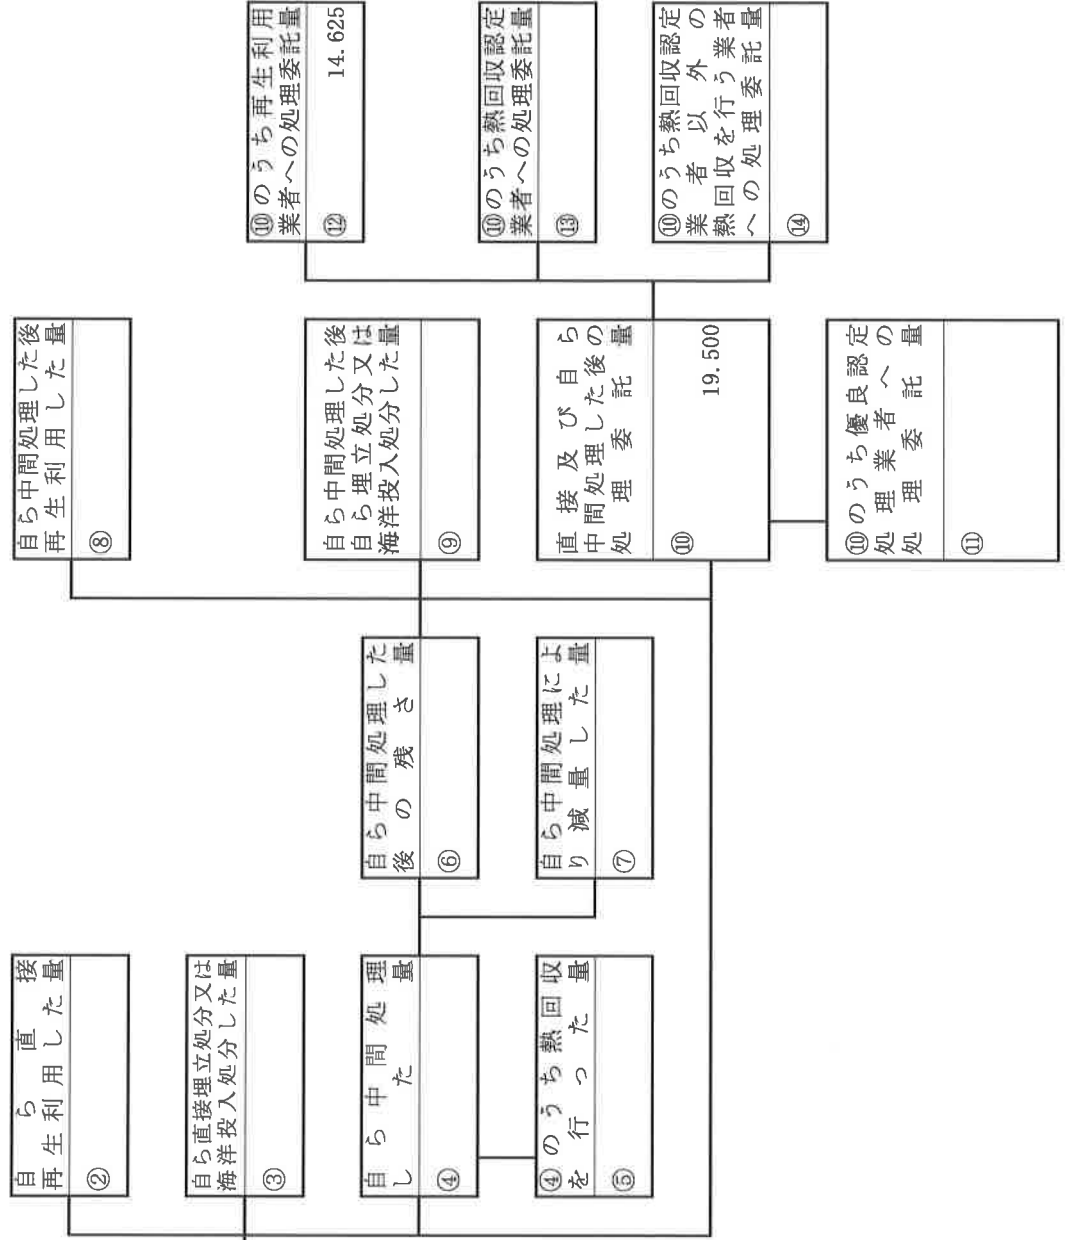 自ら直接
再生利用した量
②
自ら直接埋立処分又は
海洋投入処分した量
③
自ら中間処理
した量
④
④のうち熱回収
を行った量
⑤
自ら中間処理した
後の残さ量
⑥
自ら中間処理によ
り減量した量
⑦
自ら中間処理した後
再生利用した量
⑧
自ら中間処理した後
自ら埋立処分又は
海洋投入処分した量
⑨
直接及び自ら
中間処理した後の
処理委託量
⑩
19.500
⑩のうち優良認定
処理業者への
処理委託量
⑪
⑩のうち再生利用
業者への処理委託量
⑫
14.625
⑩のうち熱回収認定
業者への処理委託量
⑬
⑩のうち熱回収認定
業者以外の
熱回収を行う業者
への処理委託量
⑭